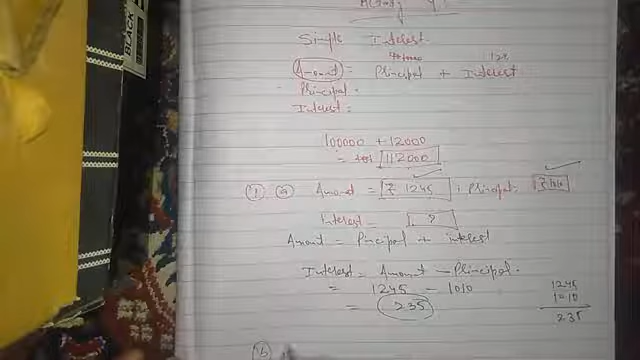 Simple Interest
Amount = Principal + Interest
Principal =
Interest =
100000 + 12000
= 112000
1 a Amount = ₹ 1245, Principal =
Interest = ?
Amount = Principal + interest
Interest = Amount - Principal.
= 1245 - 1010
= 235
1245
1010
235
b
BLACK